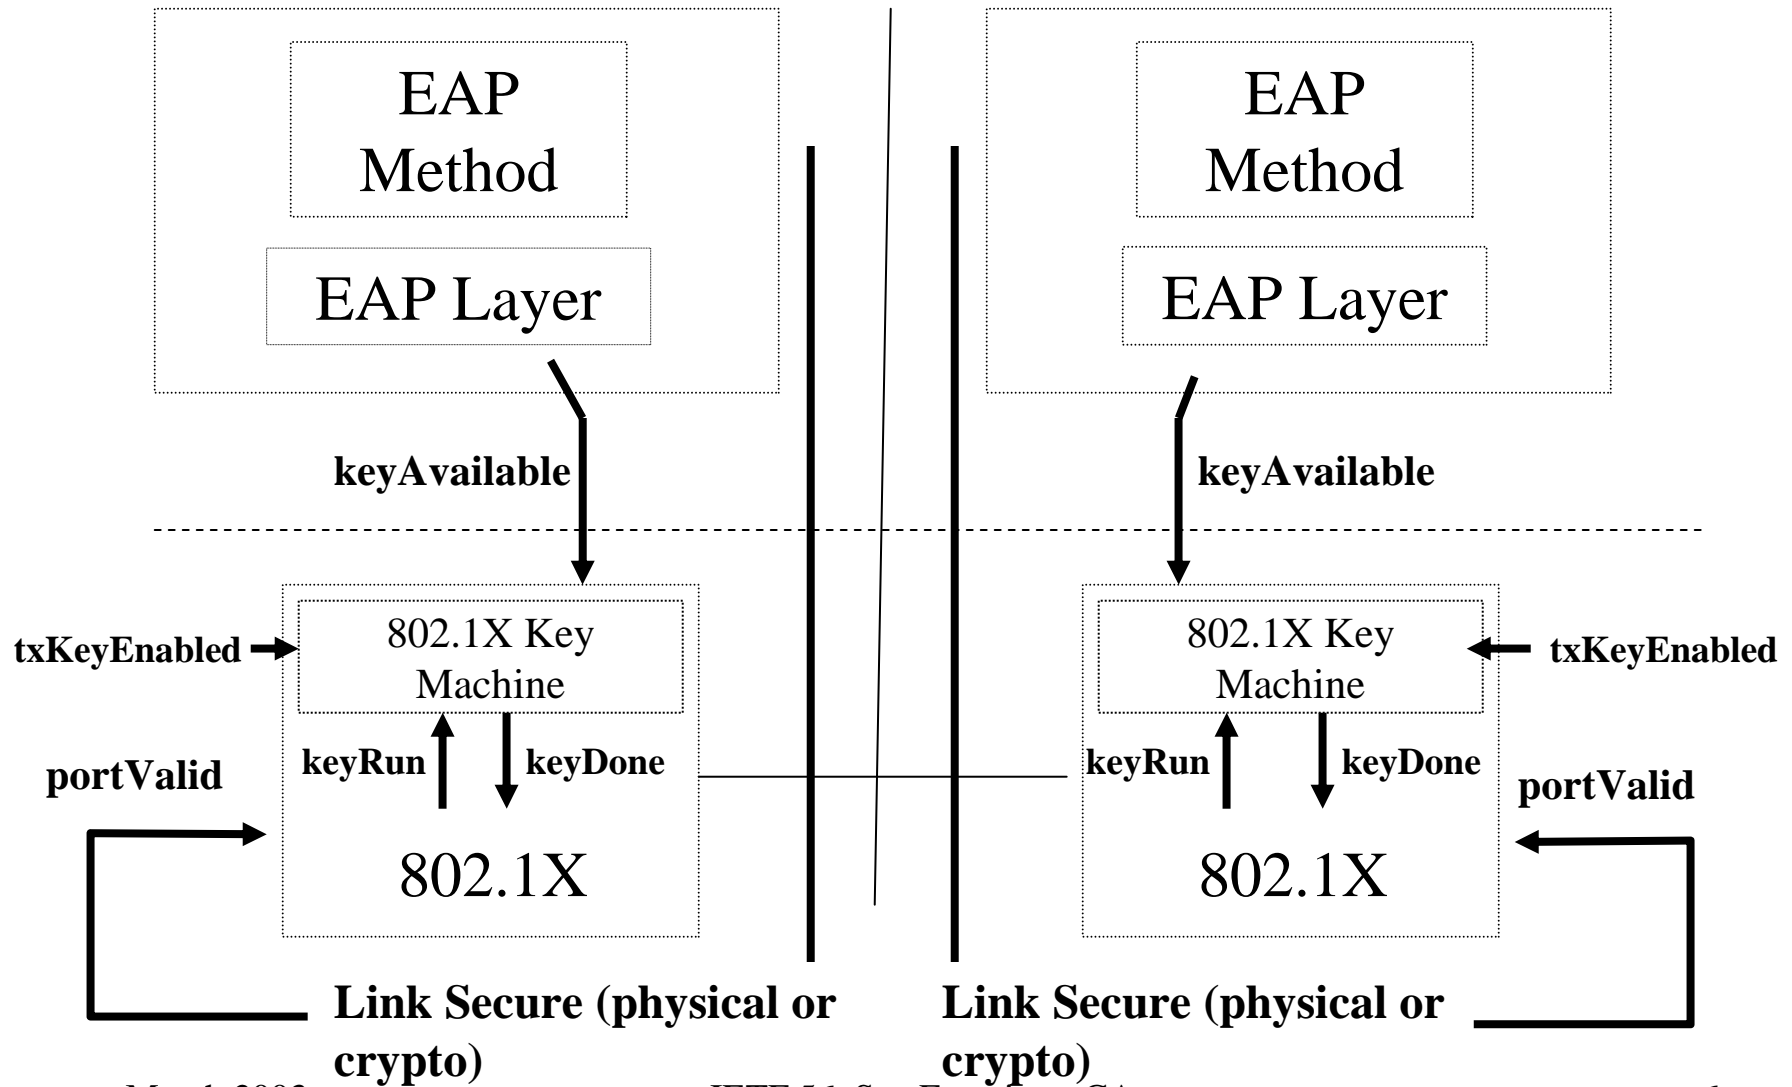 EAP
Method
EAP Layer
keyAvailable
txKeyEnabled
802.1X Key
Machine
keyRun
keyDone
portValid
802.1X
Link Secure (physical or
crypto)
EAP
Method
EAP Layer
keyAvailable
802.1X Key
Machine
txKeyEnabled
keyRun
keyDone
portValid
802.1X
Link Secure (physical or
crypto)